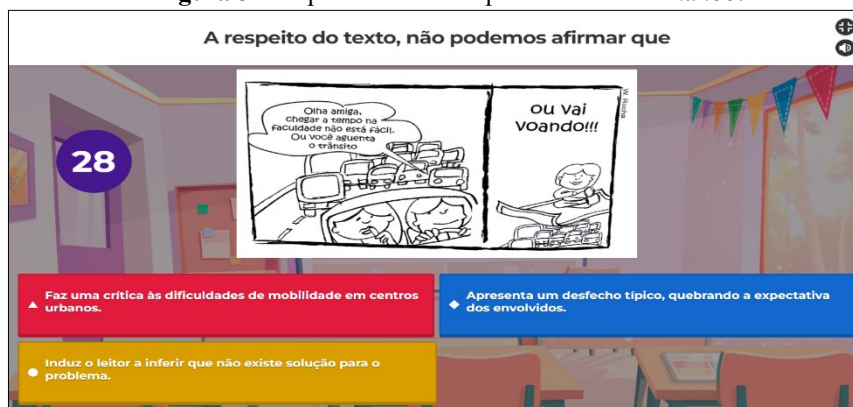 A respeito do texto, não podemos afirmar que
28
Olha amiga,
chegar a tempo na
faculdade não está fácil.
Ou você aguenta
o trânsito
ou vai
voando!!!
W. Rocha
Faz uma crítica às dificuldades de mobilidade em centros
urbanos.
Apresenta um desfecho típico, quebrando a expectativa
dos envolvidos.
Induz o leitor a inferir que não existe solução para o
problema.